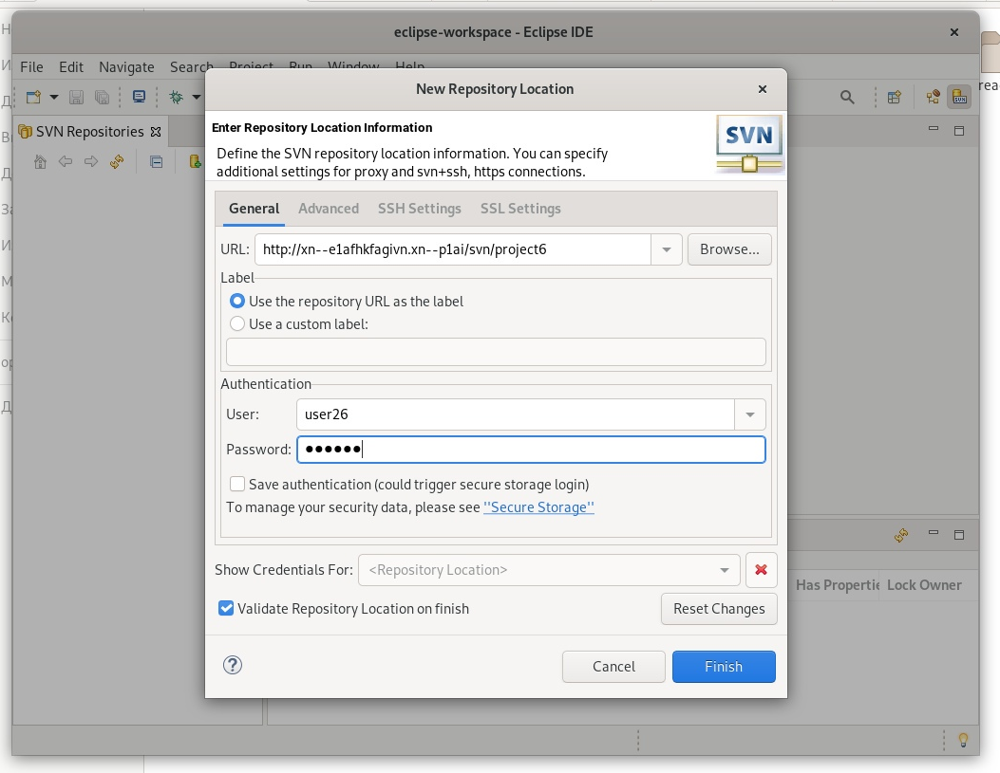 eclipse-workspace - Eclipse IDE
File Edit Navigate Search Project Run Window Help
SVN Repositories
New Repository Location
Enter Repository Location Information
Define the SVN repository location information. You can specify
additional settings for proxy and svn+ssh, https connections.
SVN
General Advanced SSH Settings SSL Settings
URL: http://xn--e1afhkfagivn.xn--p1ai/svn/project6 Browse...
Label
Use the repository URL as the label
Use a custom label:
Authentication
User: user26
Password: ●●●●●●
Save authentication (could trigger secure storage login)
To manage your security data, please see ''Secure Storage''
Show Credentials For: <Repository Location>
Has Propertie Lock Owner
Validate Repository Location on finish Reset Changes
Cancel Finish